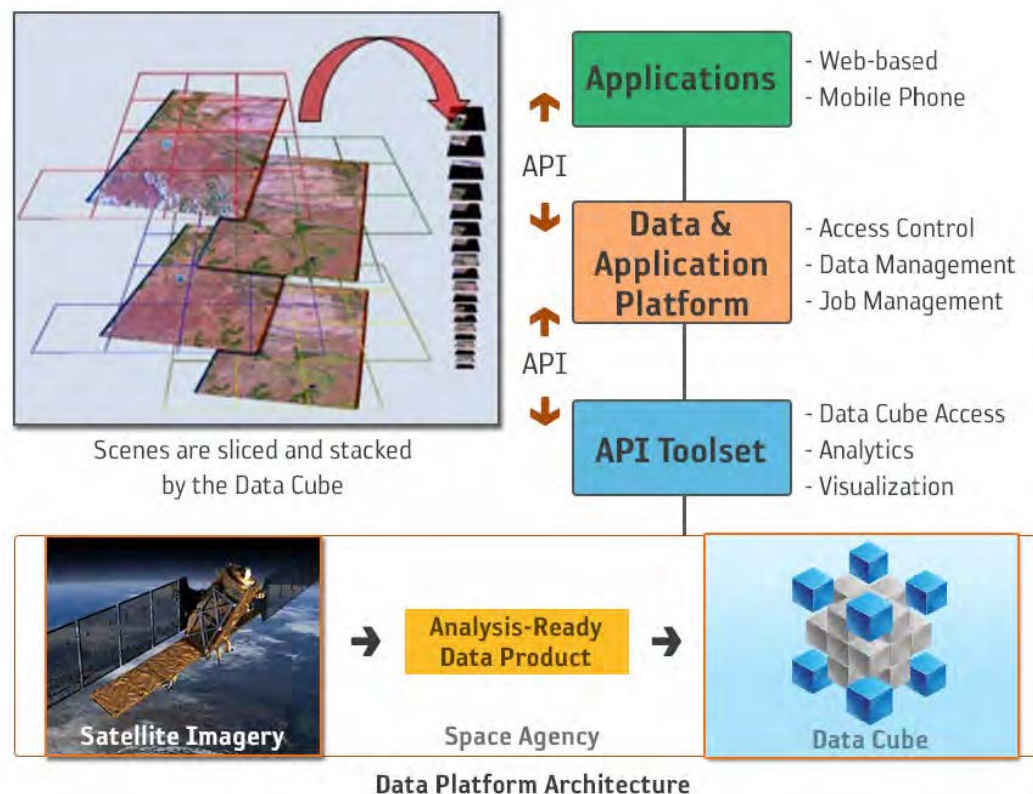 Applications
- Web-based
- Mobile Phone
API
Data &
Application
Platform
- Access Control
- Data Management
- Job Management
API
API Toolset
- Data Cube Access
- Analytics
- Visualization
Scenes are sliced and stacked
by the Data Cube
Satellite Imagery
Analysis-Ready
Data Product
Space Agency
Data Cube
Data Platform Architecture